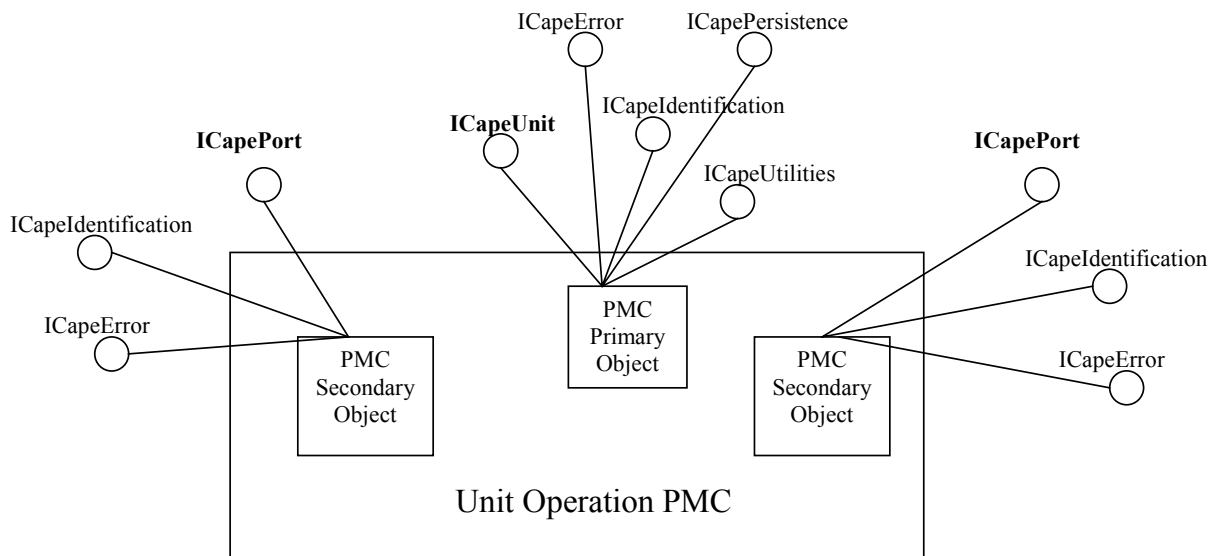 ICapeError
ICapePersistence
ICapeIdentification
ICapeUnit
ICapePort
ICapePort
ICapeUtilities
ICapeIdentification
ICapeIdentification
ICapeError
ICapeError
PMC
Primary
Object
PMC
Secondary
Object
PMC
Secondary
Object
Unit Operation PMC